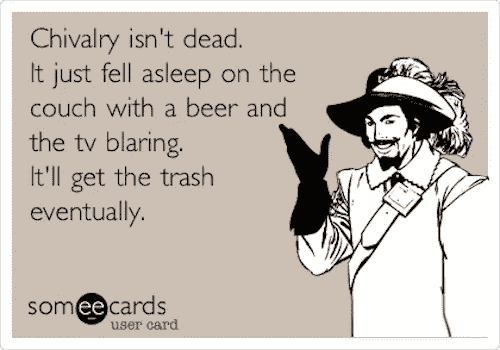 Chivalry isn't dead.
It just fell asleep on the
couch with a beer and
the tv blaring.
It'll get the trash
eventually.
someecards
user card